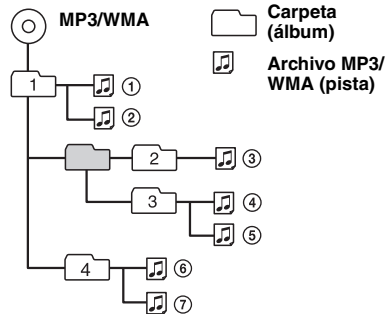 MP3/WMA
Carpeta
(álbum)
Archivo MP3/
WMA (pista)
1
①
②
2
③
3
④
⑤
4
⑥
⑦